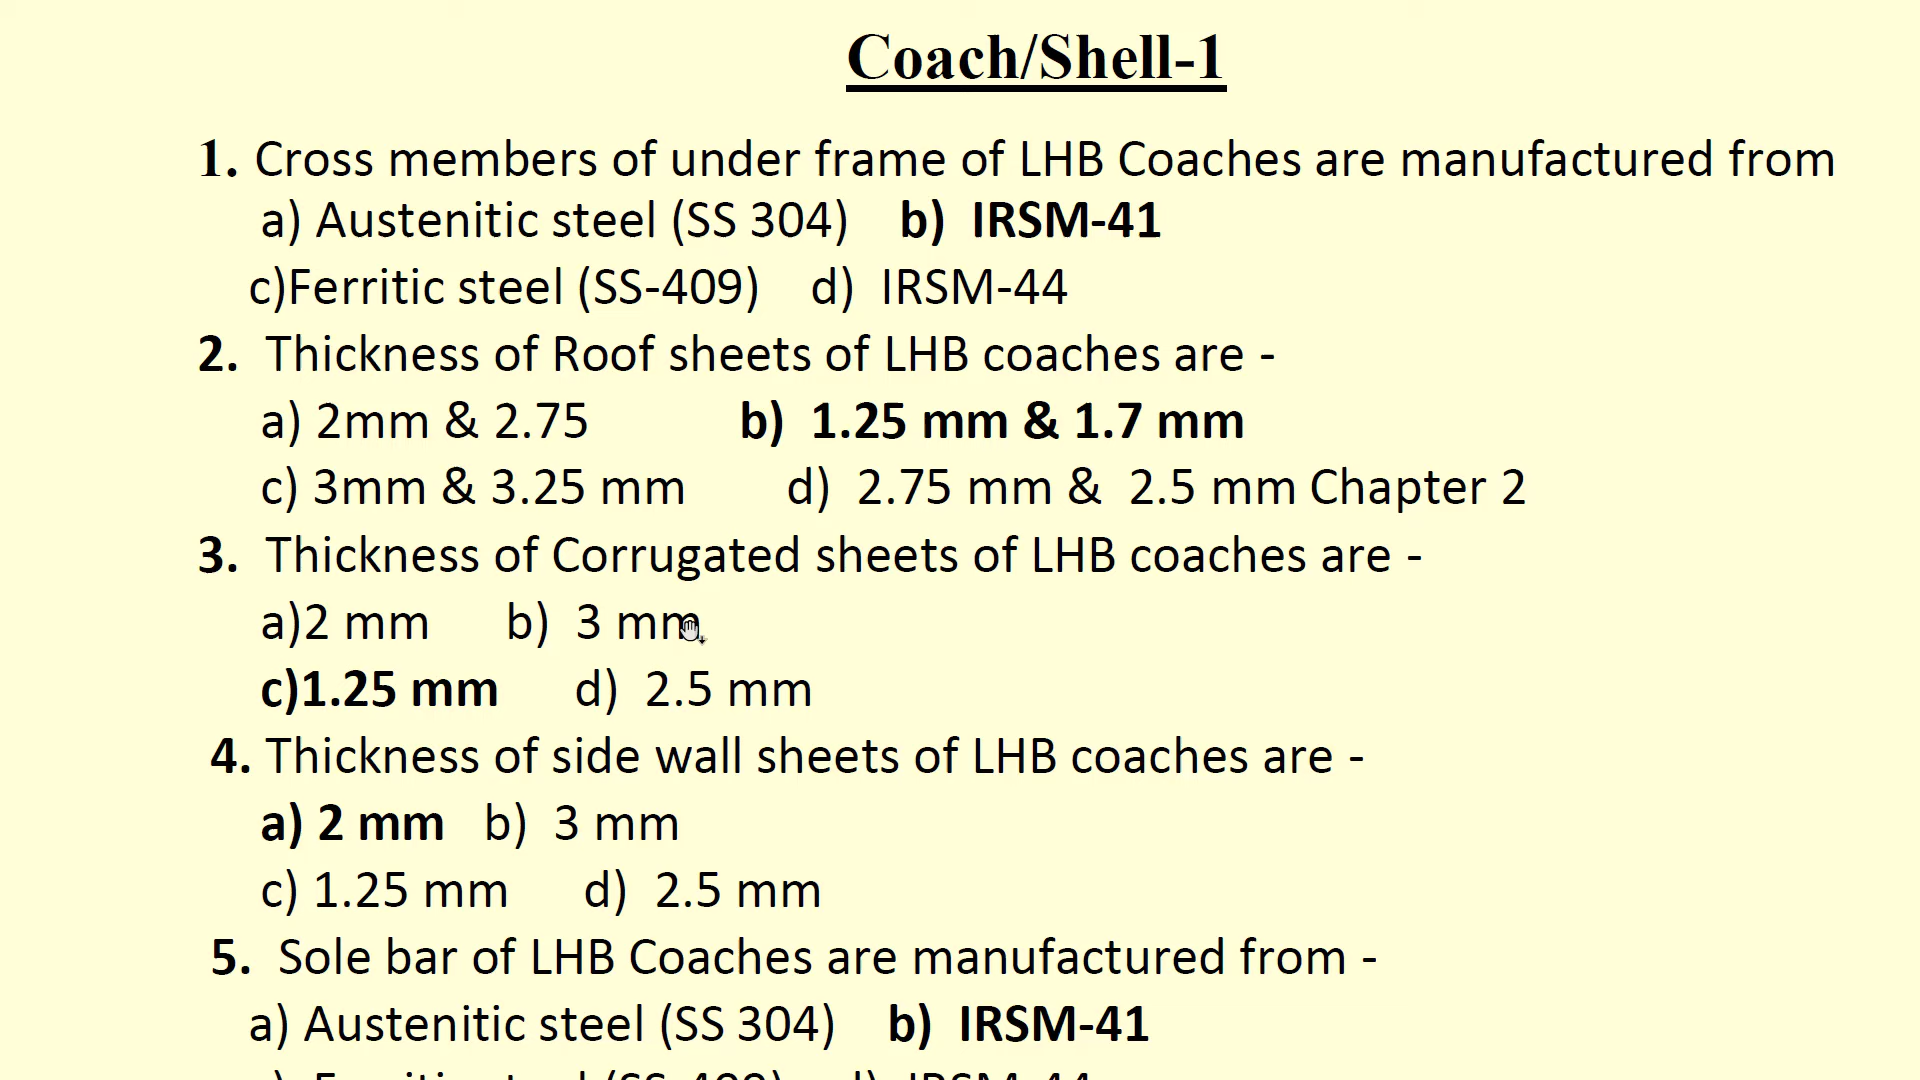 Coach/Shell-1
1. Cross members of under frame of LHB Coaches are manufactured from
a) Austenitic steel (SS 304) b) IRSM-41
c)Ferritic steel (SS-409) d) IRSM-44
2. Thickness of Roof sheets of LHB coaches are -
a) 2mm & 2.75 b) 1.25 mm & 1.7 mm
c) 3mm & 3.25 mm d) 2.75 mm & 2.5 mm Chapter 2
3. Thickness of Corrugated sheets of LHB coaches are -
a)2 mm b) 3 mm
c)1.25 mm d) 2.5 mm
4. Thickness of side wall sheets of LHB coaches are -
a) 2 mm b) 3 mm
c) 1.25 mm d) 2.5 mm
5. Sole bar of LHB Coaches are manufactured from -
a) Austenitic steel (SS 304) b) IRSM-41